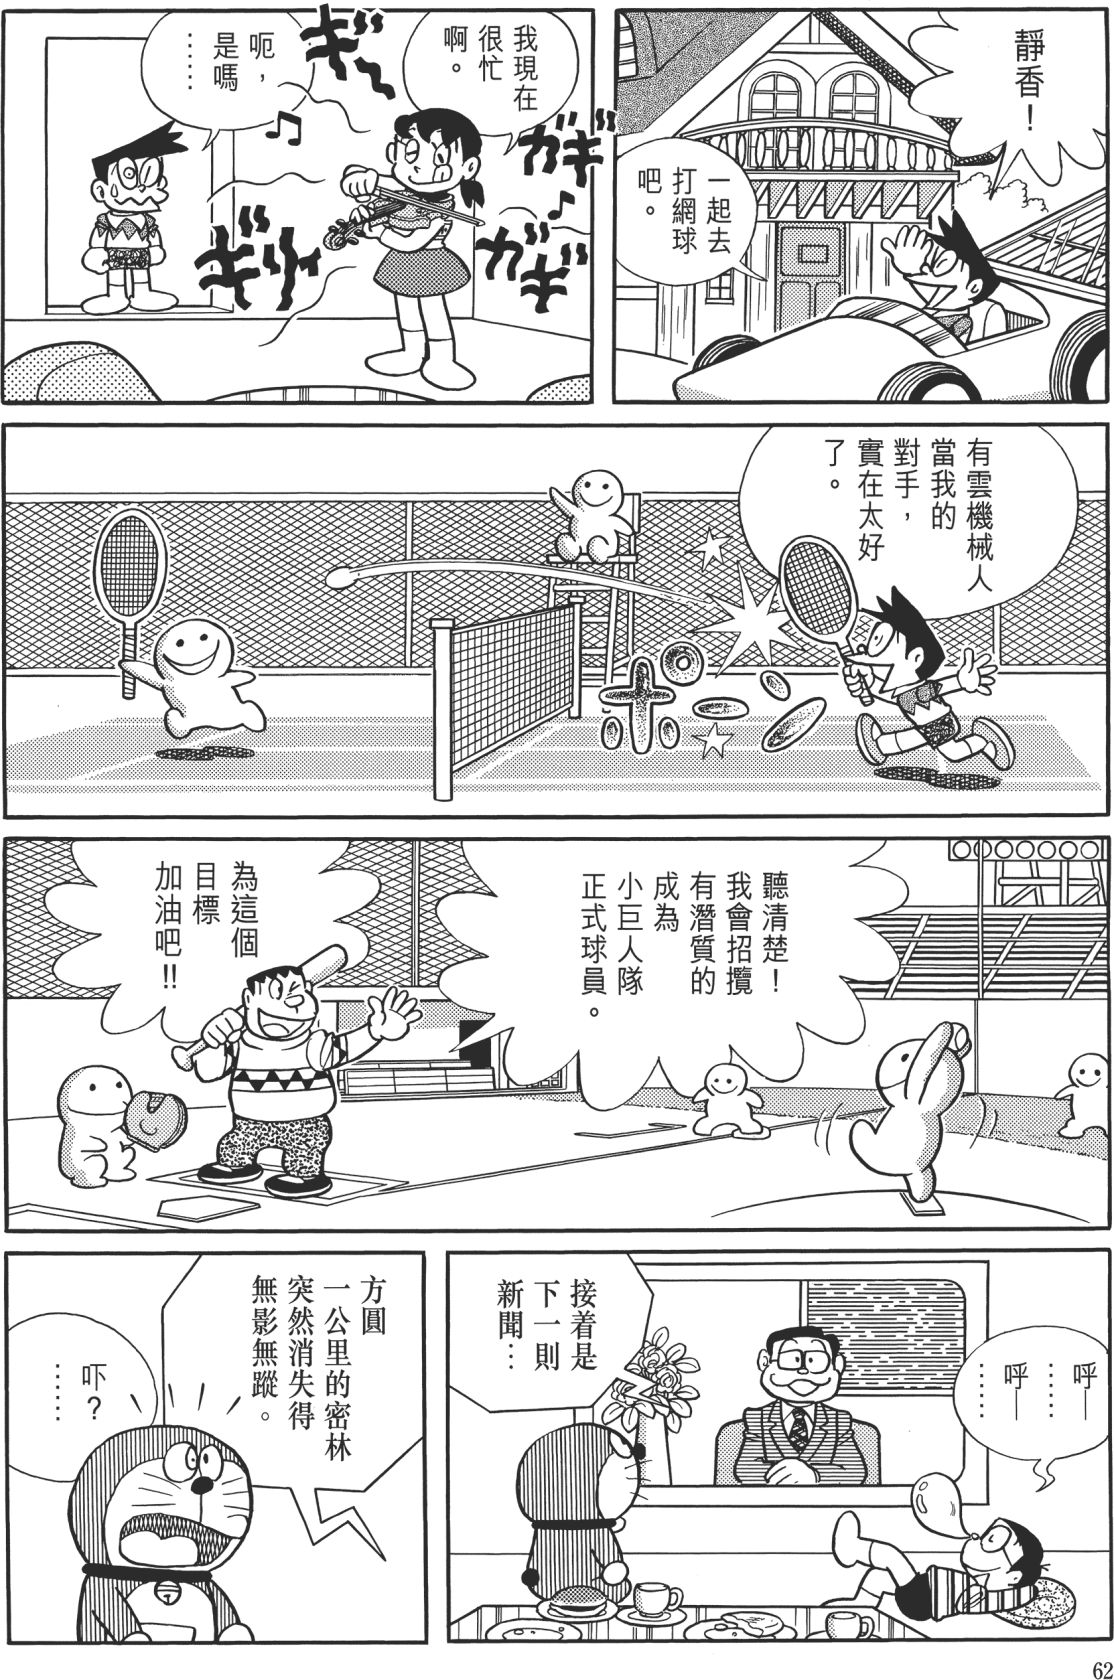 靜香！
一起去
打網球
吧。
我現在
很忙
啊。
呃，
是嗎
……
ギギ～
ガギ
ガギ
ギリィ
有雲機械人
當我的
對手，
實在太好
了。
聽清楚！
我會招攬
有潛質的
成為
小巨人隊
正式球員。
為這個
目標
加油吧!!
呼—
……
呼—
……
接着是
下一則
新聞…
方圓
一公里的密林
突然消失得
無影無蹤。
吓？
……
62